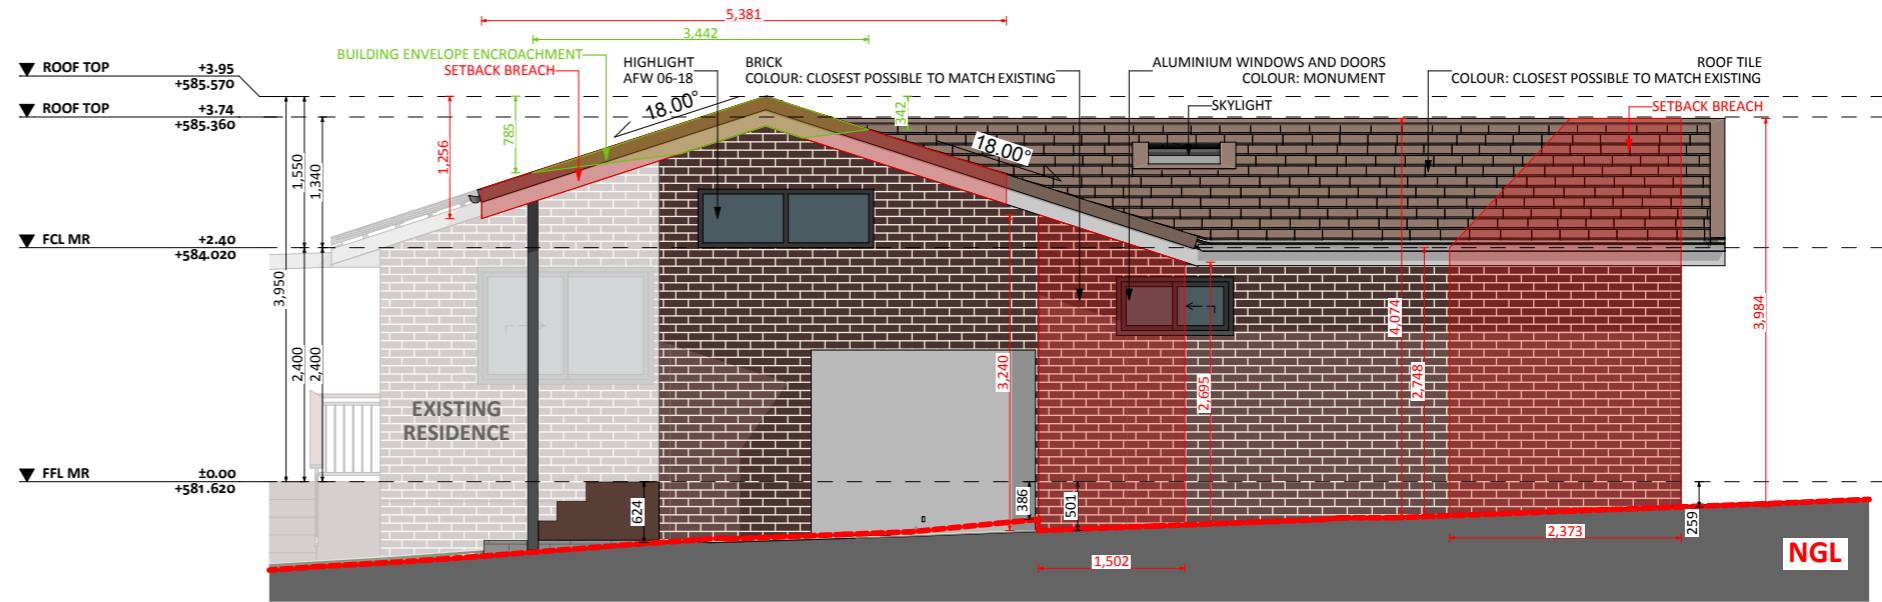 5,381
3,442
BUILDING ENVELOPE ENCROACHMENT
SETBACK BREACH
HIGHLIGHT
AFW 06-18
BRICK
COLOUR: CLOSEST POSSIBLE TO MATCH EXISTING
ALUMINIUM WINDOWS AND DOORS
COLOUR: MONUMENT
ROOF TILE
COLOUR: CLOSEST POSSIBLE TO MATCH EXISTING
SKYLIGHT
SETBACK BREACH
ROOF TOP +3.95
+585.570
ROOF TOP +3.74
+585.360
FCL MR +2.40
+584.020
FFL MR ±0.00
+581.620
18.00°
18.00°
785
342
1,256
1,550
1,340
3,950
2,400
2,400
EXISTING
RESIDENCE
624
3,240
386
501
2,695
4,074
2,748
3,984
259
1,502
2,373
NGL